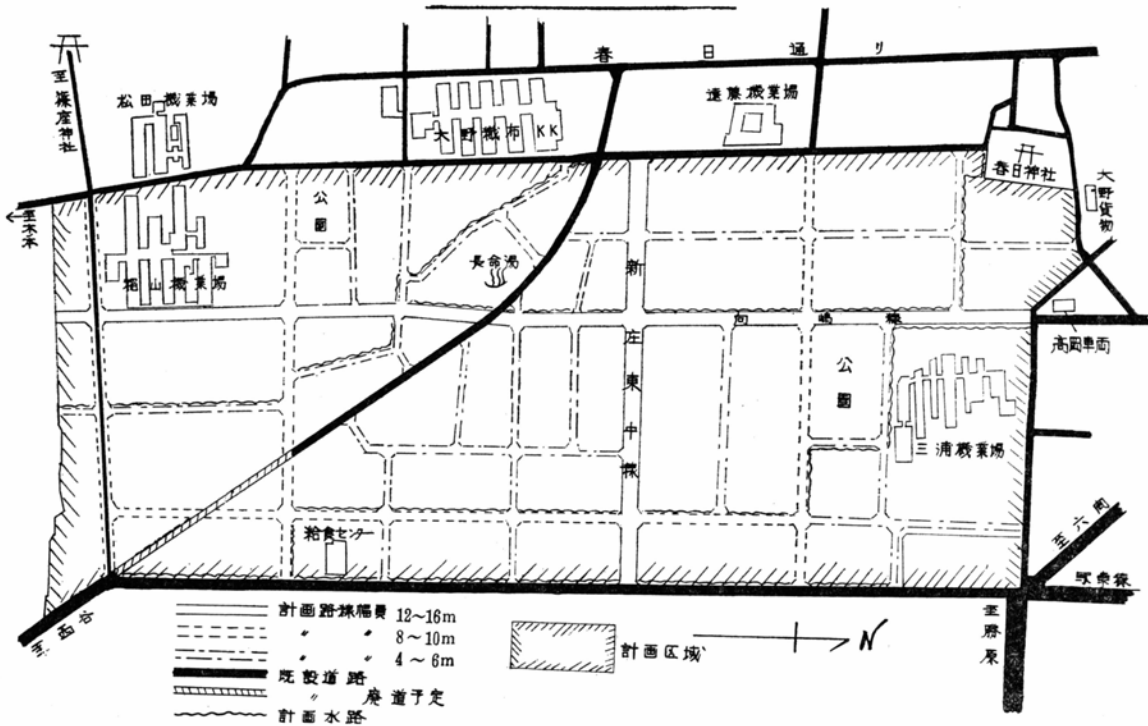 春日通り
至篠座神社
松田機業場
大野織布KK
遠藤機業場
春日神社
大野貨物
至木本
公園
稲山機業場
長命湯
新庄東中線
向嶋線
高岡車両
公園
三浦機業場
給食センター
至六間
駅東線
至勝原
至西谷
計画路線幅員 12~16m
〃 〃 8~10m
〃 〃 4~6m
既設道路
〃 廃道予定
計画水路
計画区域
N